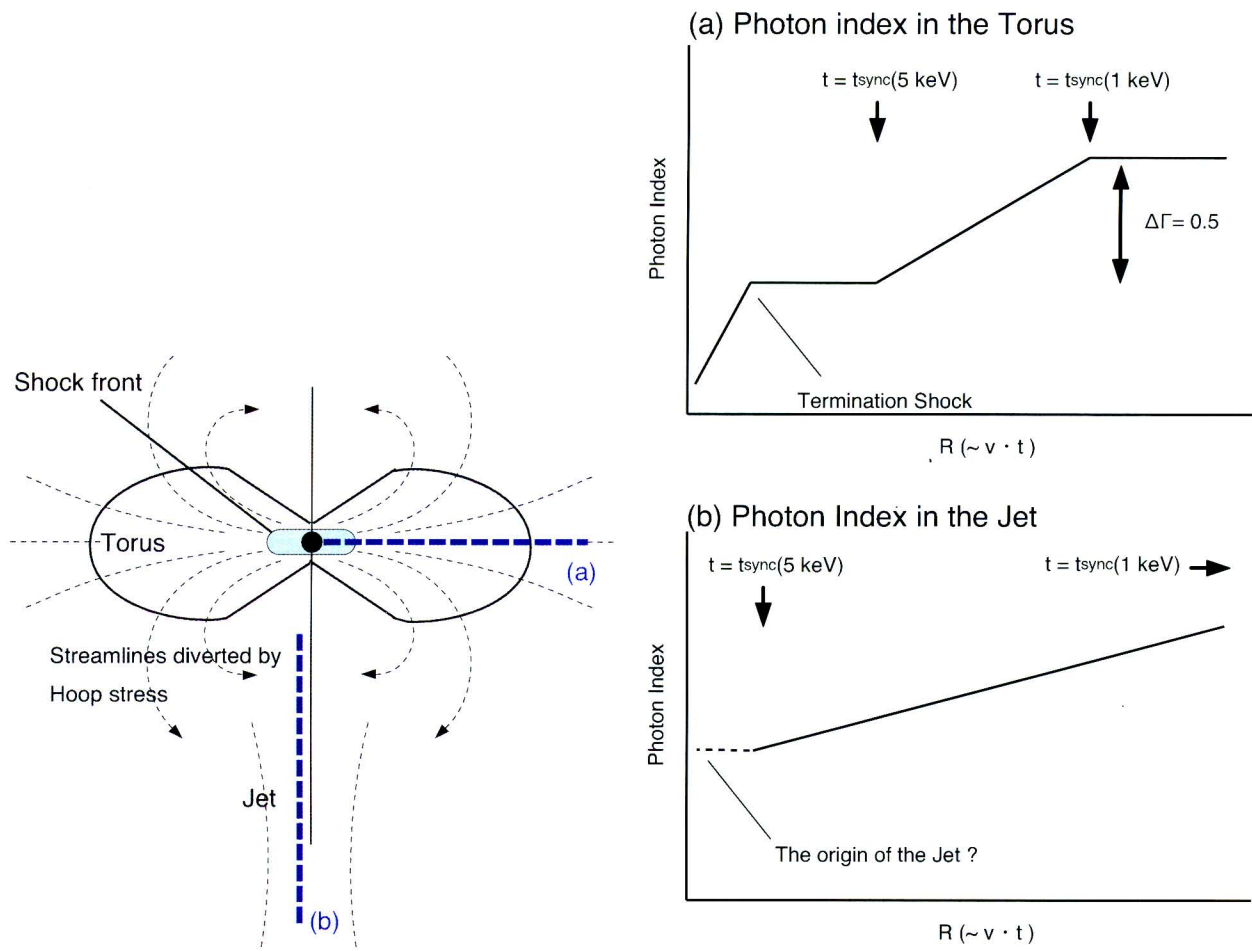 Shock front
Torus
(a)
Streamlines diverted by
Hoop stress
Jet
(b)
(a) Photon index in the Torus
t = tsync(5 keV)
t = tsync(1 keV)
Photon Index
ΔΓ= 0.5
Termination Shock
R (~ v · t )
(b) Photon Index in the Jet
t = tsync(5 keV)
t = tsync(1 keV)
Photon Index
The origin of the Jet ?
R (~ v · t )